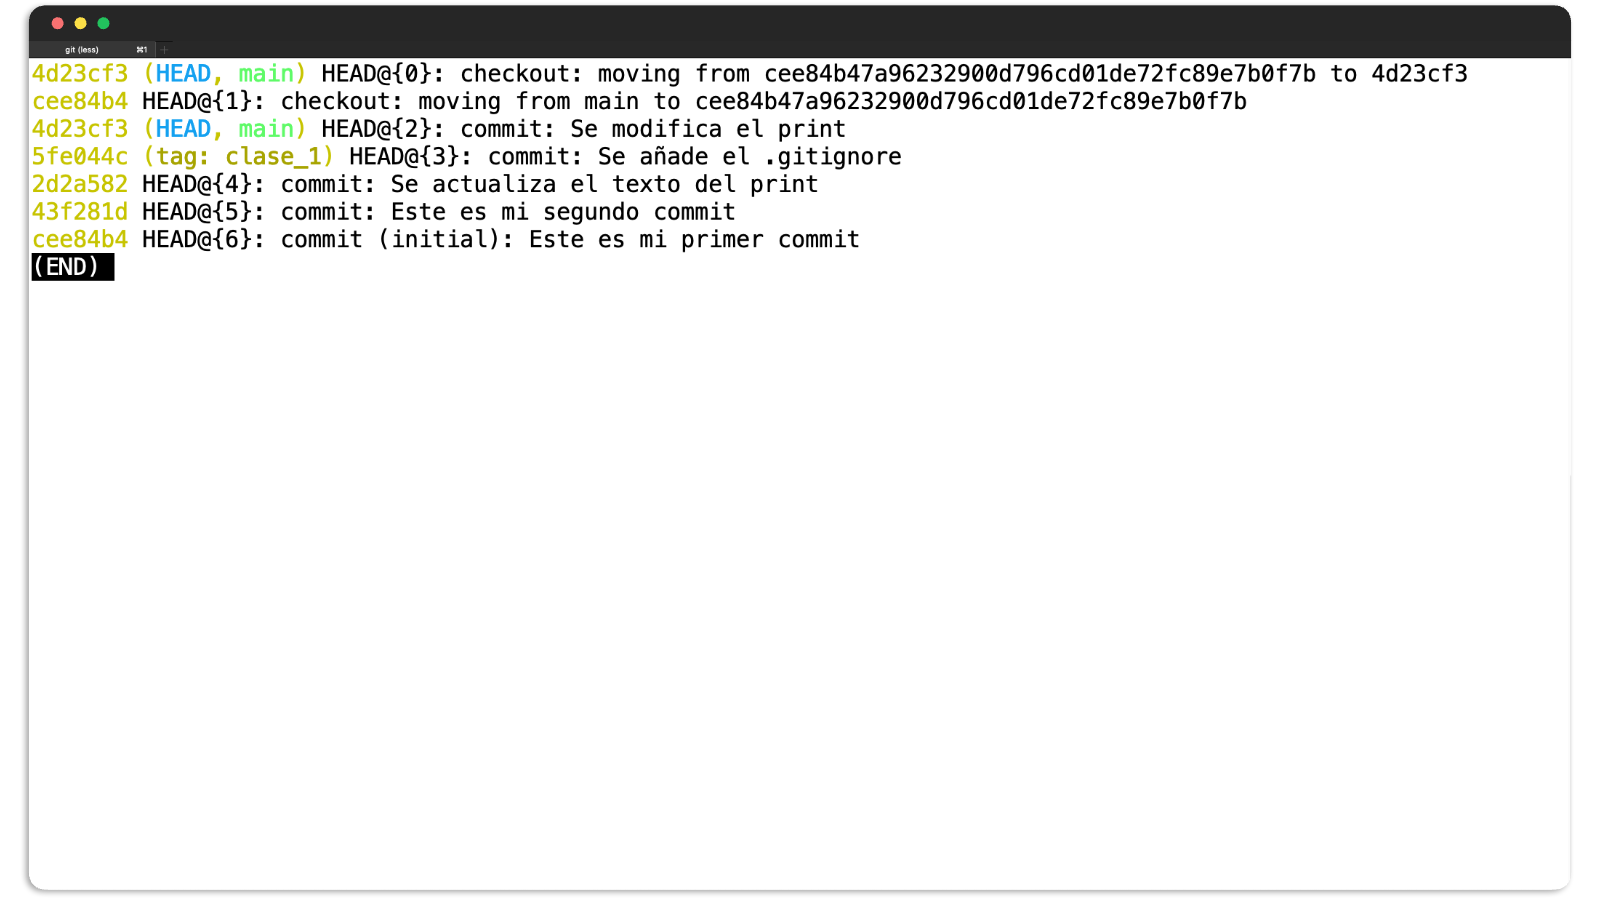 git (less) ⌘1 +
4d23cf3 (HEAD, main) HEAD@{0}: checkout: moving from cee84b47a96232900d796cd01de72fc89e7b0f7b to 4d23cf3
cee84b4 HEAD@{1}: checkout: moving from main to cee84b47a96232900d796cd01de72fc89e7b0f7b
4d23cf3 (HEAD, main) HEAD@{2}: commit: Se modifica el print
5fe044c (tag: clase_1) HEAD@{3}: commit: Se añade el .gitignore
2d2a582 HEAD@{4}: commit: Se actualiza el texto del print
43f281d HEAD@{5}: commit: Este es mi segundo commit
cee84b4 HEAD@{6}: commit (initial): Este es mi primer commit
(END)